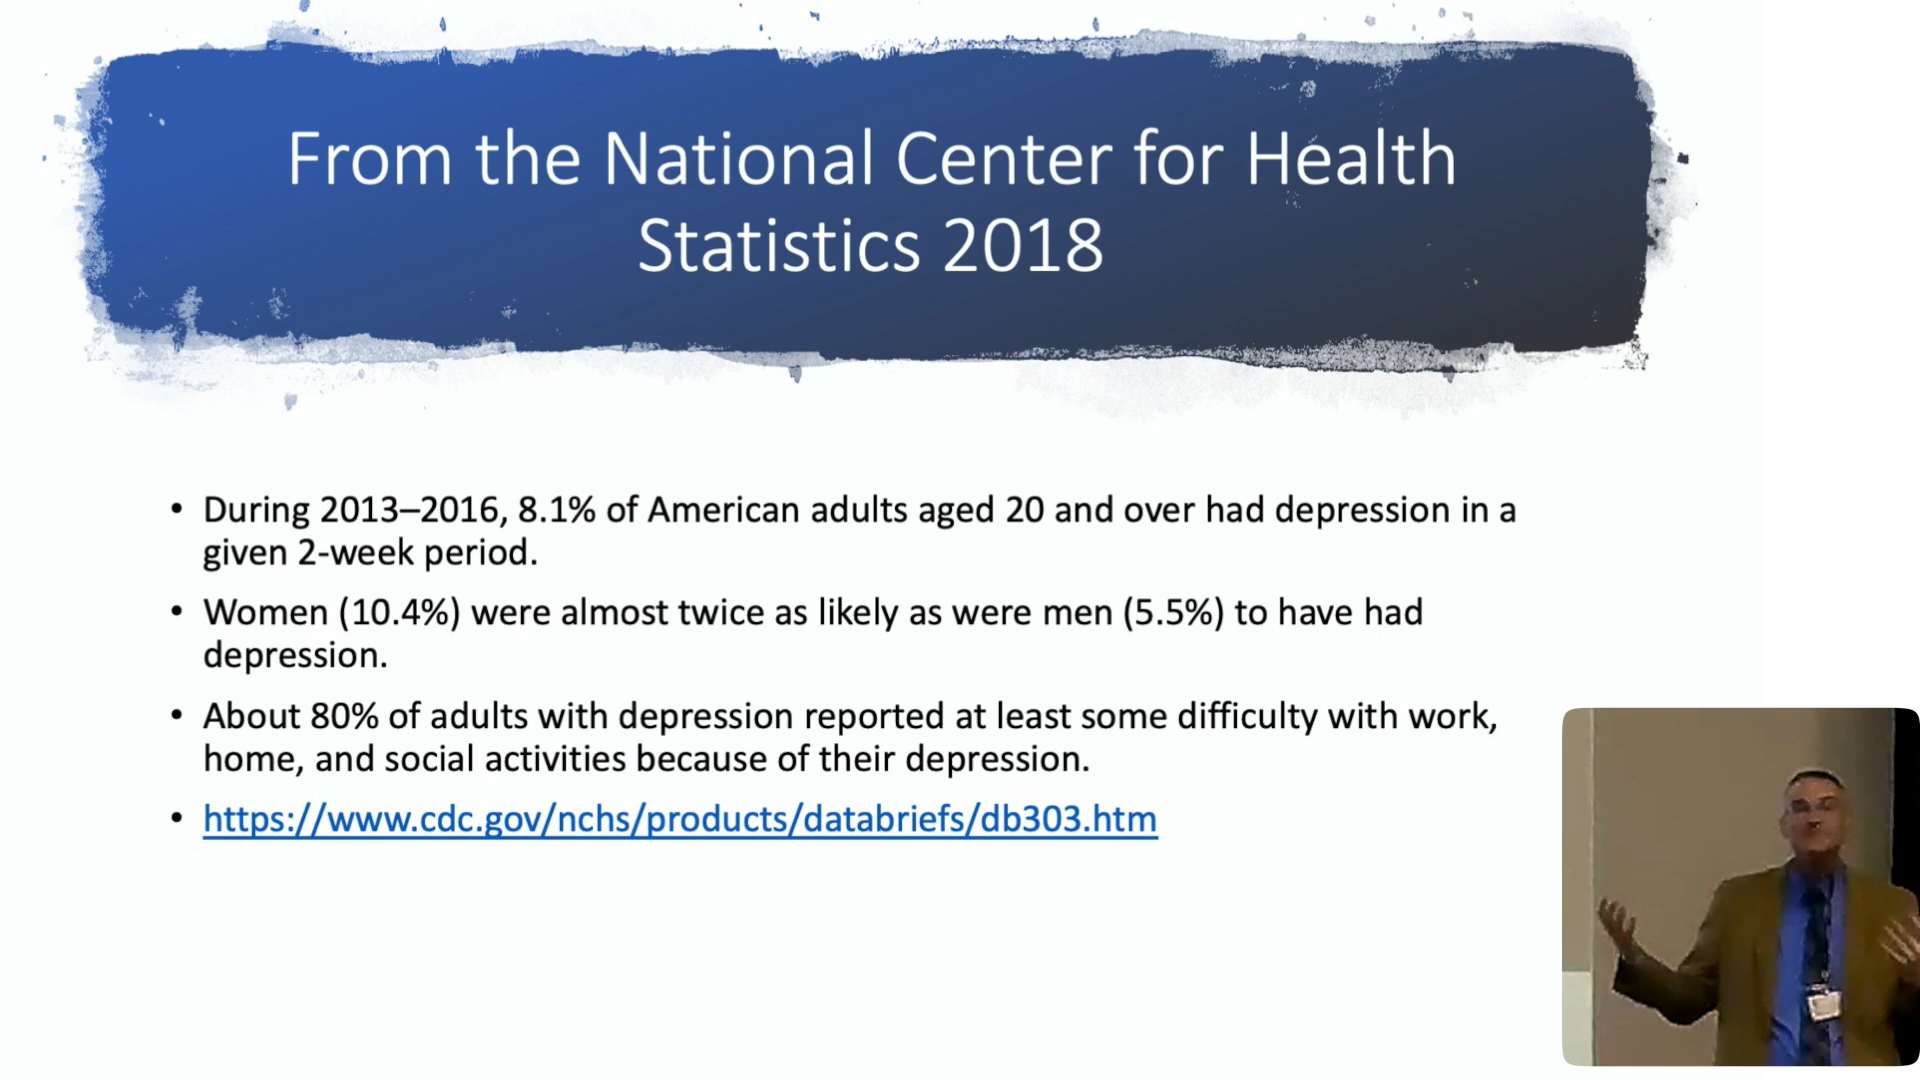 From the National Center for Health
Statistics 2018
• During 2013–2016, 8.1% of American adults aged 20 and over had depression in a
given 2-week period.
• Women (10.4%) were almost twice as likely as were men (5.5%) to have had
depression.
• About 80% of adults with depression reported at least some difficulty with work,
home, and social activities because of their depression.
• https://www.cdc.gov/nchs/products/databriefs/db303.htm